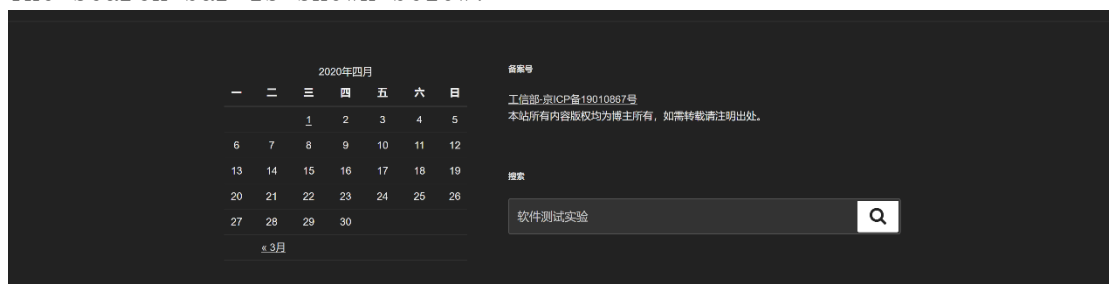 2020年四月
一 二 三 四 五 六 日
1 2 3 4 5
6 7 8 9 10 11 12
13 14 15 16 17 18 19
20 21 22 23 24 25 26
27 28 29 30
« 3月
备案号
工信部-京ICP备19010867号
本站所有内容版权均为博主所有，如需转载请注明出处。
搜索
软件测试实验